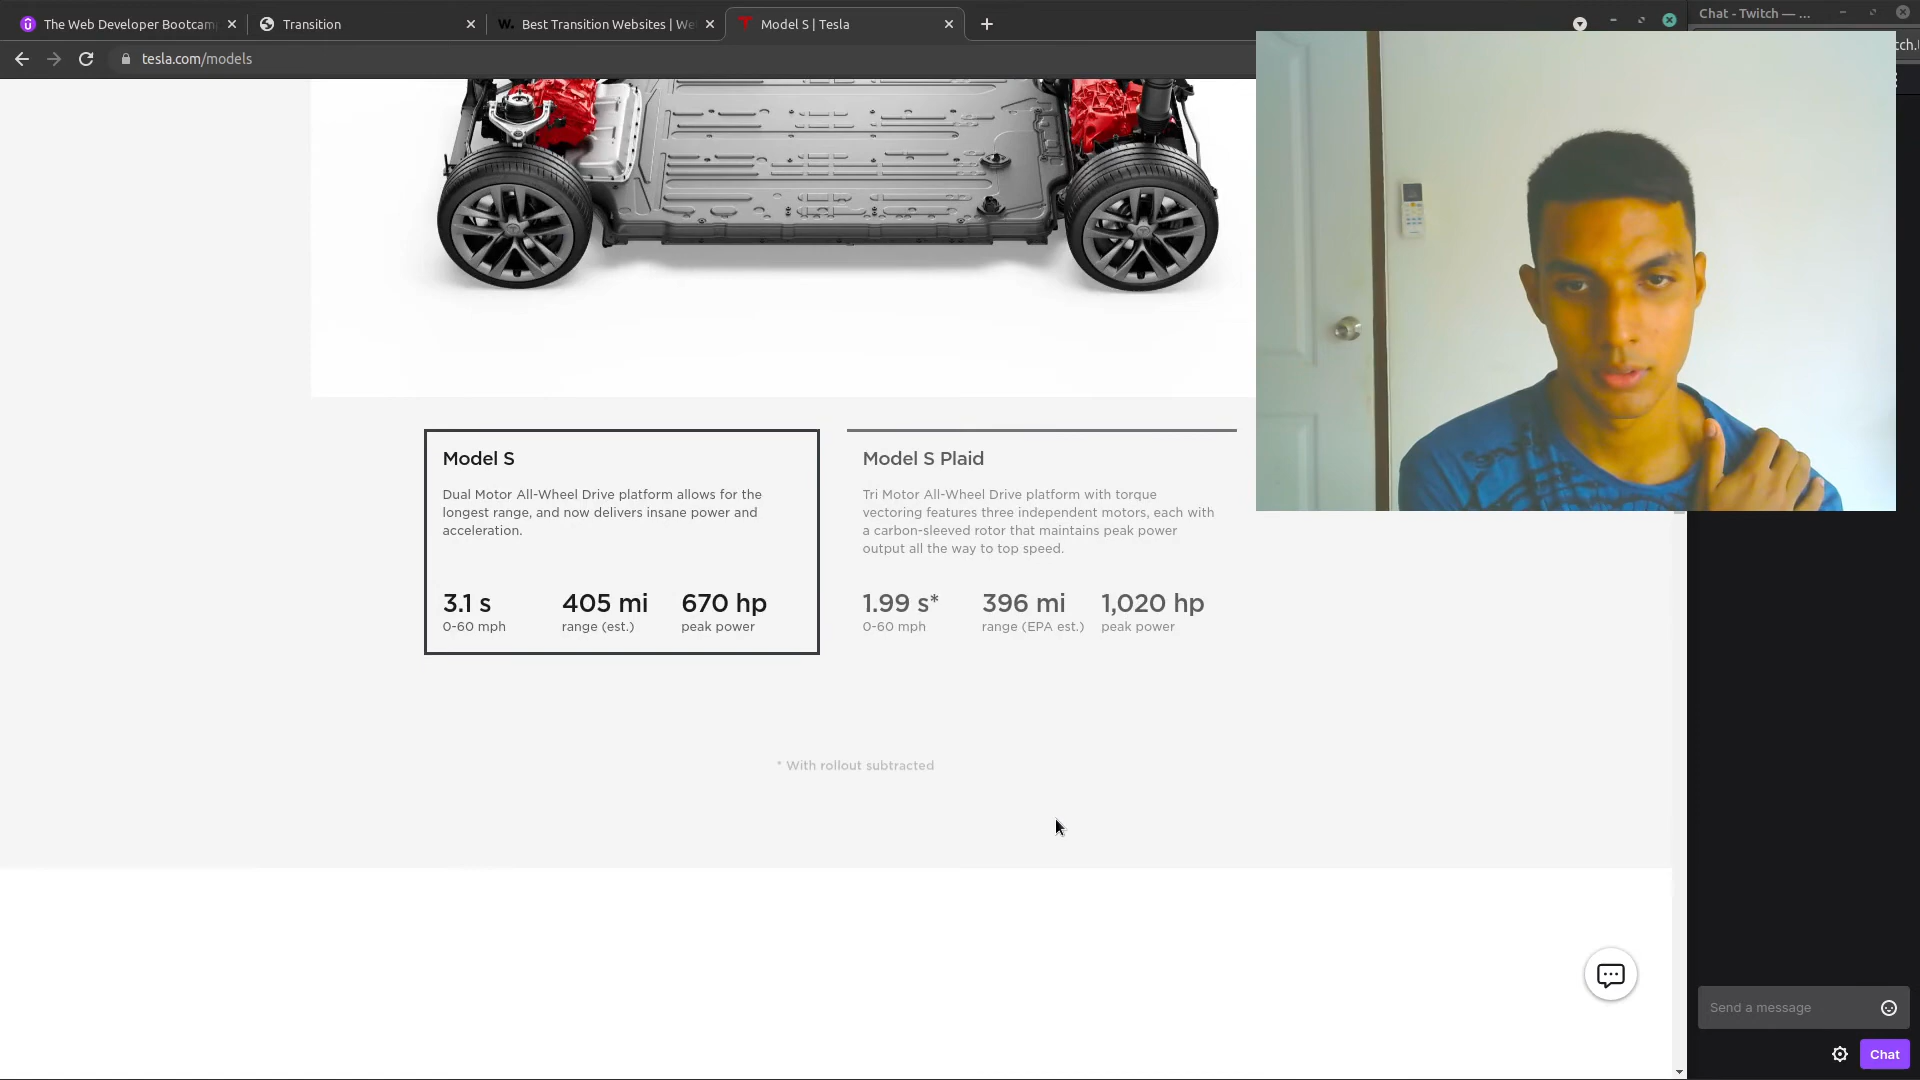 The Web Developer Bootcam
Transition
Best Transition Websites | We
Model S | Tesla
Chat - Twitch — ...
tesla.com/models
tch.
Model S
Dual Motor All-Wheel Drive platform allows for the
longest range, and now delivers insane power and
acceleration.
3.1 s
405 mi
670 hp
0-60 mph
range (est.)
peak power
Model S Plaid
Tri Motor All-Wheel Drive platform with torque
vectoring features three independent motors, each with
a carbon-sleeved rotor that maintains peak power
output all the way to top speed.
1.99 s*
396 mi
1,020 hp
0-60 mph
range (EPA est.)
peak power
* With rollout subtracted
Send a message
Chat